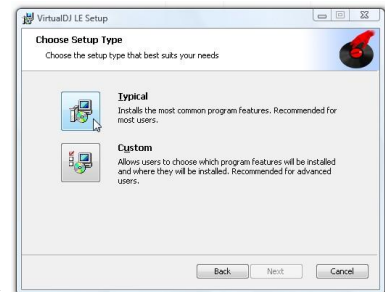 VirtualDJ LE Setup
Choose Setup Type
Choose the setup type that best suits your needs
Typical
Installs the most common program features. Recommended for
most users.
Custom
Allows users to choose which program features will be installed
and where they will be installed. Recommended for advanced
users.
Back Next Cancel